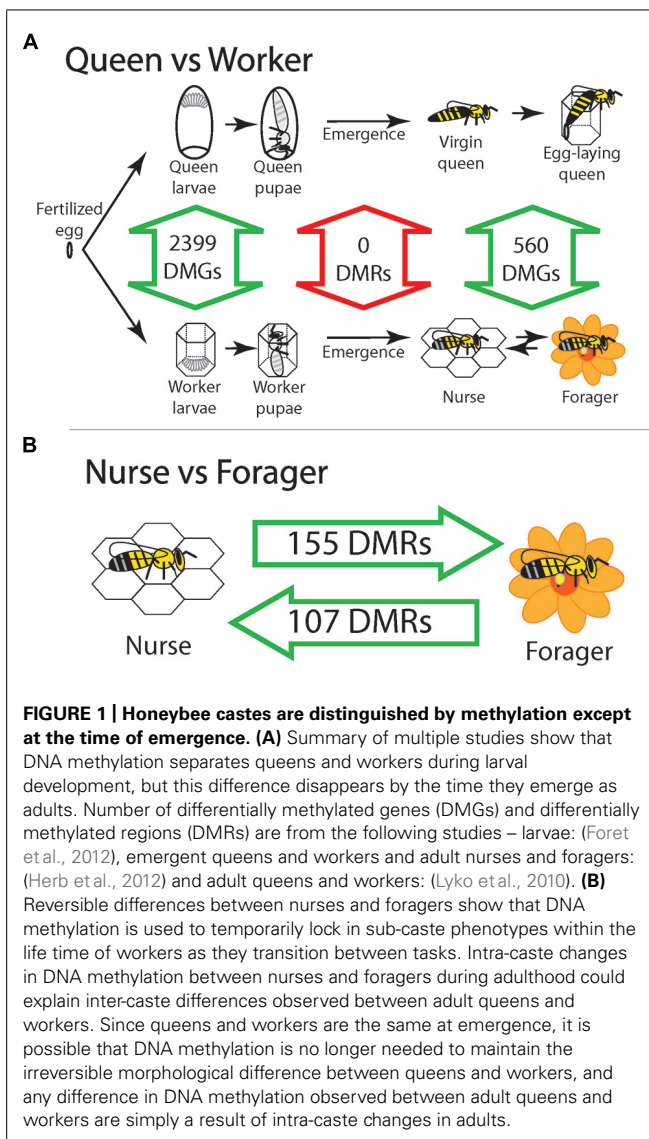 A
Queen vs Worker
Queen larvae
Queen pupae
Emergence
Virgin queen
Egg-laying queen
Fertilized egg
2399 DMGs
0 DMRs
560 DMGs
Worker larvae
Worker pupae
Emergence
Nurse
Forager
B
Nurse vs Forager
155 DMRs
107 DMRs
Nurse
Forager
FIGURE 1 | Honeybee castes are distinguished by methylation except
at the time of emergence. (A) Summary of multiple studies show that
DNA methylation separates queens and workers during larval
development, but this difference disappears by the time they emerge as
adults. Number of differentially methylated genes (DMGs) and differentially
methylated regions (DMRs) are from the following studies – larvae: (Foret
et al., 2012), emergent queens and workers and adult nurses and foragers:
(Herb et al., 2012) and adult queens and workers: (Lyko et al., 2010). (B)
Reversible differences between nurses and foragers show that DNA
methylation is used to temporarily lock in sub-caste phenotypes within the
life time of workers as they transition between tasks. Intra-caste changes
in DNA methylation between nurses and foragers during adulthood could
explain inter-caste differences observed between adult queens and
workers. Since queens and workers are the same at emergence, it is
possible that DNA methylation is no longer needed to maintain the
irreversible morphological difference between queens and workers, and
any difference in DNA methylation observed between adult queens and
workers are simply a result of intra-caste changes in adults.